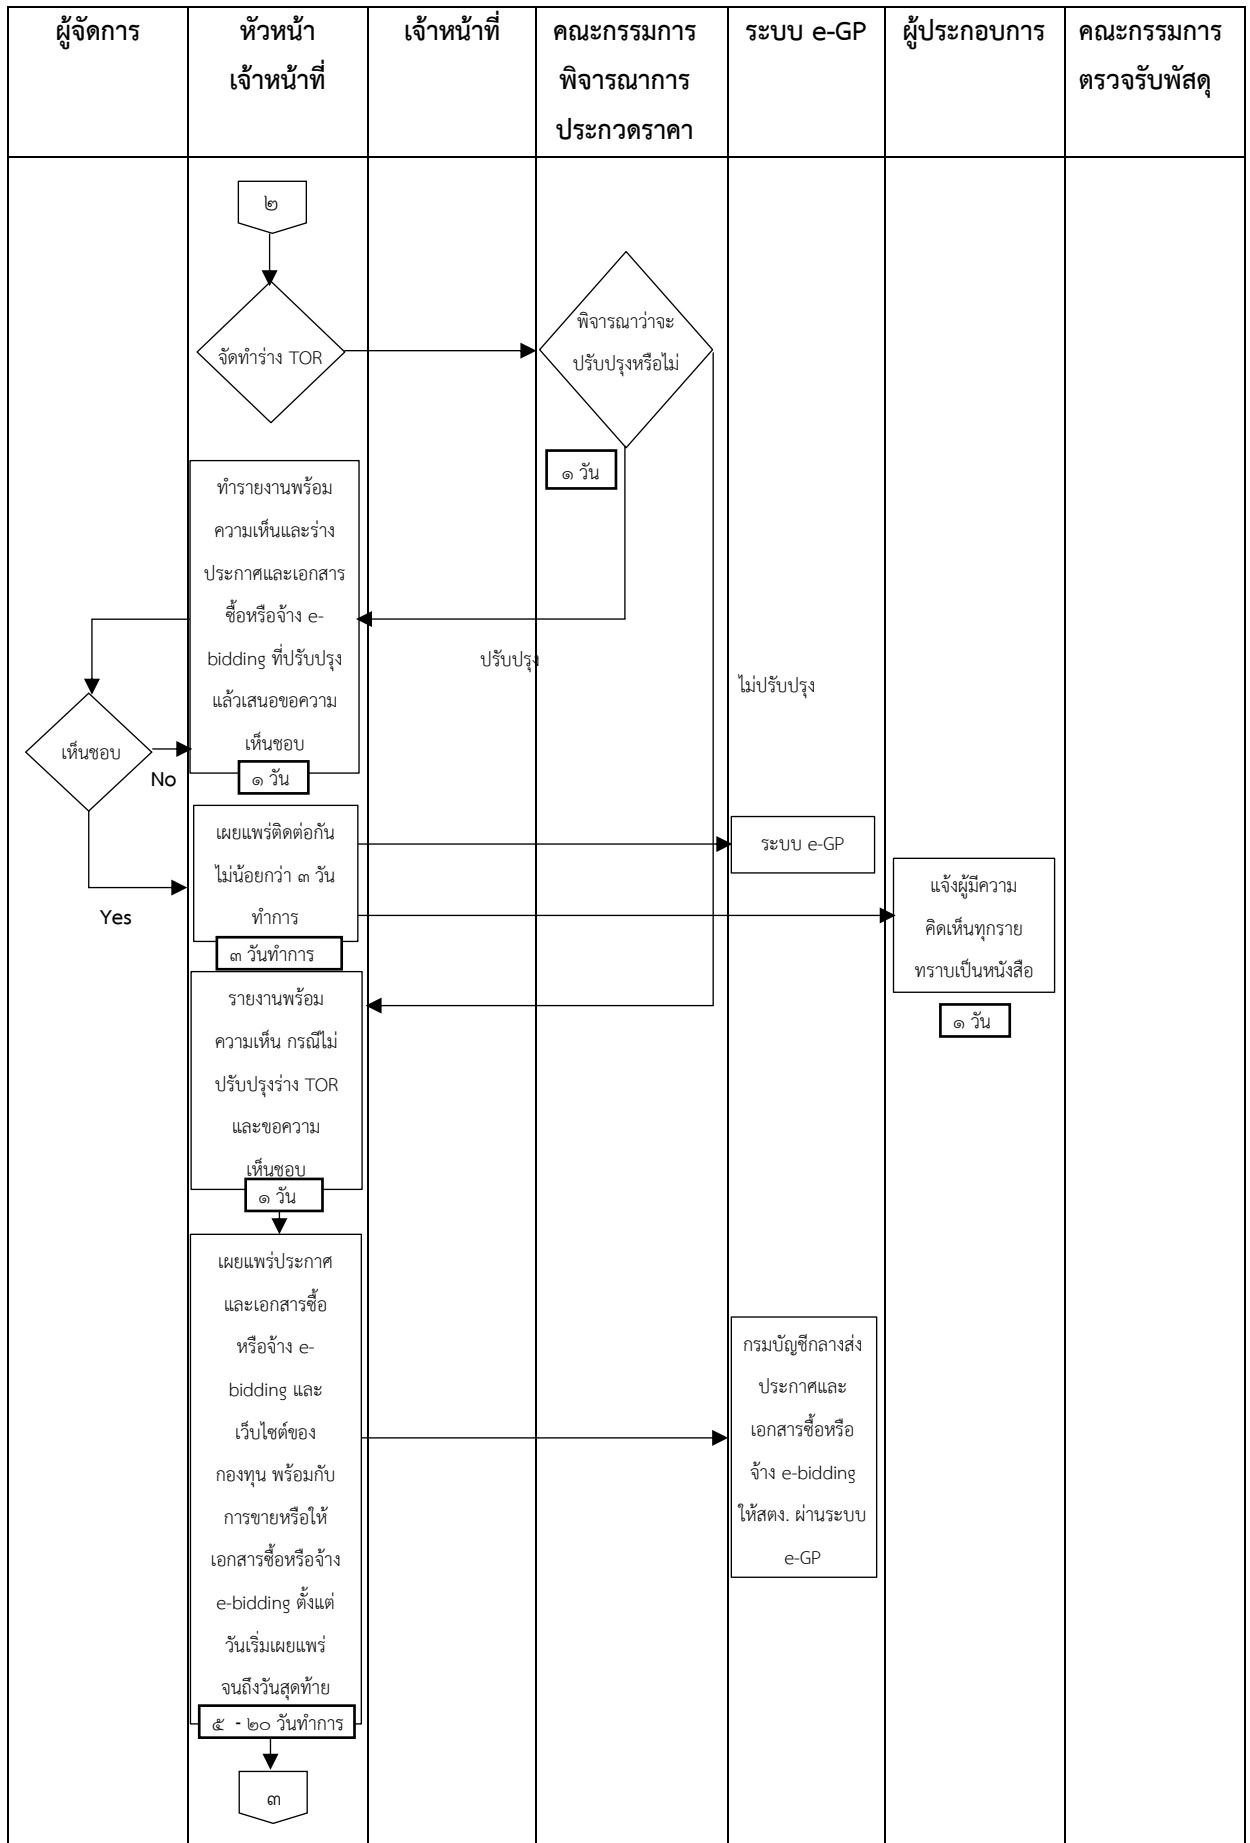 ผู้จัดการ
หัวหน้า
เจ้าหน้าที่
เจ้าหน้าที่
คณะกรรมการ
พิจารณาการ
ประกวดราคา
ระบบ e-GP
ผู้ประกอบการ
คณะกรรมการ
ตรวจรับพัสดุ
๒
จัดทำร่าง TOR
พิจารณาว่าจะ
ปรับปรุงหรือไม่
๑ วัน
ทำรายงานพร้อม
ความเห็นและร่าง
ประกาศและเอกสาร
ซื้อหรือจ้าง e-
bidding ที่ปรับปรุง
แล้วเสนอขอความ
เห็นชอบ
๑ วัน
ปรับปรุง
ไม่ปรับปรุง
เห็นชอบ
No
Yes
เผยแพร่ติดต่อกัน
ไม่น้อยกว่า ๓ วัน
ทำการ
๓ วันทำการ
ระบบ e-GP
แจ้งผู้มีความ
คิดเห็นทุกราย
ทราบเป็นหนังสือ
๑ วัน
รายงานพร้อม
ความเห็น กรณีไม่
ปรับปรุงร่าง TOR
และขอความ
เห็นชอบ
๑ วัน
เผยแพร่ประกาศ
และเอกสารซื้อ
หรือจ้าง e-
bidding และ
เว็บไซต์ของ
กองทุน พร้อมกับ
การขายหรือให้
เอกสารซื้อหรือจ้าง
e-bidding ตั้งแต่
วันเริ่มเผยแพร่
จนถึงวันสุดท้าย
๕ - ๒๐ วันทำการ
กรมบัญชีกลางส่ง
ประกาศและ
เอกสารซื้อหรือ
จ้าง e-bidding
ให้สตง. ผ่านระบบ
e-GP
๓